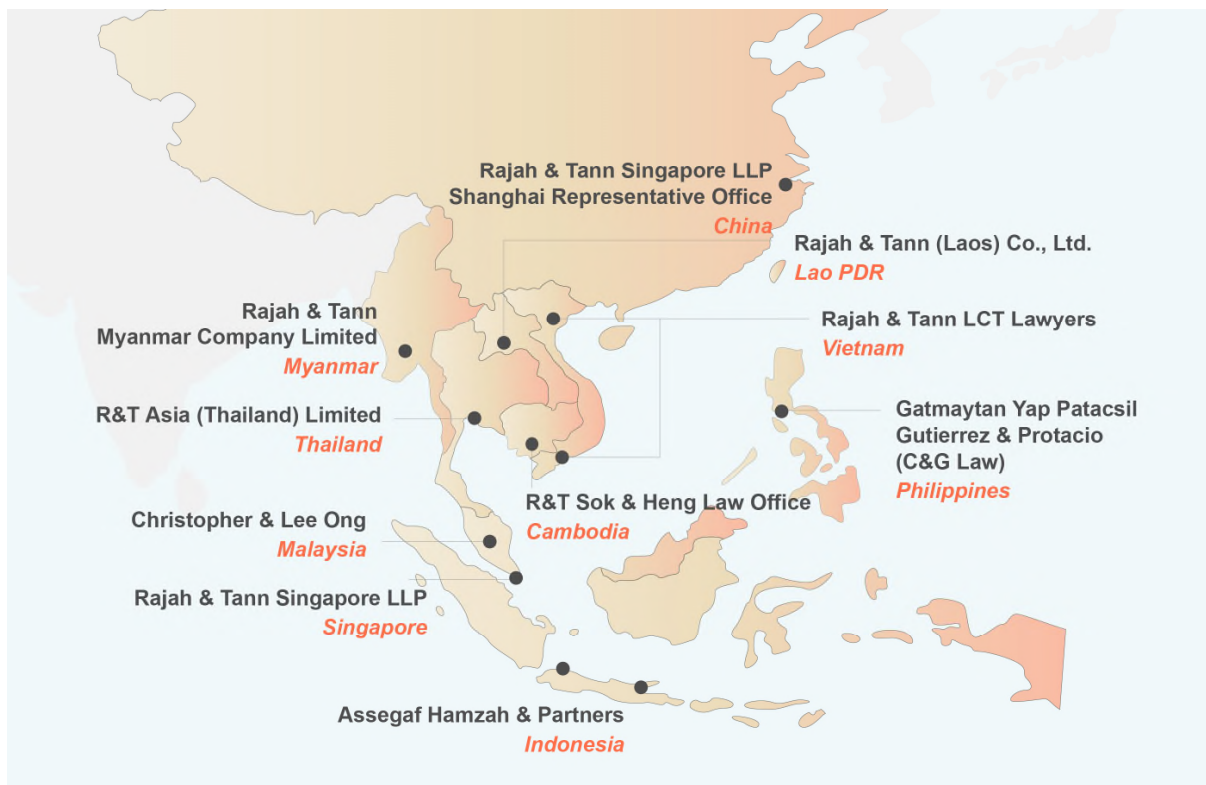 Rajah & Tann Singapore LLP
Shanghai Representative Office
China
Rajah & Tann (Laos) Co., Ltd.
Lao PDR
Rajah & Tann
Myanmar Company Limited
Myanmar
Rajah & Tann LCT Lawyers
Vietnam
R&T Asia (Thailand) Limited
Thailand
Gatmaytan Yap Patacsil
Gutierrez & Protacio
(C&G Law)
Philippines
R&T Sok & Heng Law Office
Cambodia
Christopher & Lee Ong
Malaysia
Rajah & Tann Singapore LLP
Singapore
Assegaf Hamzah & Partners
Indonesia